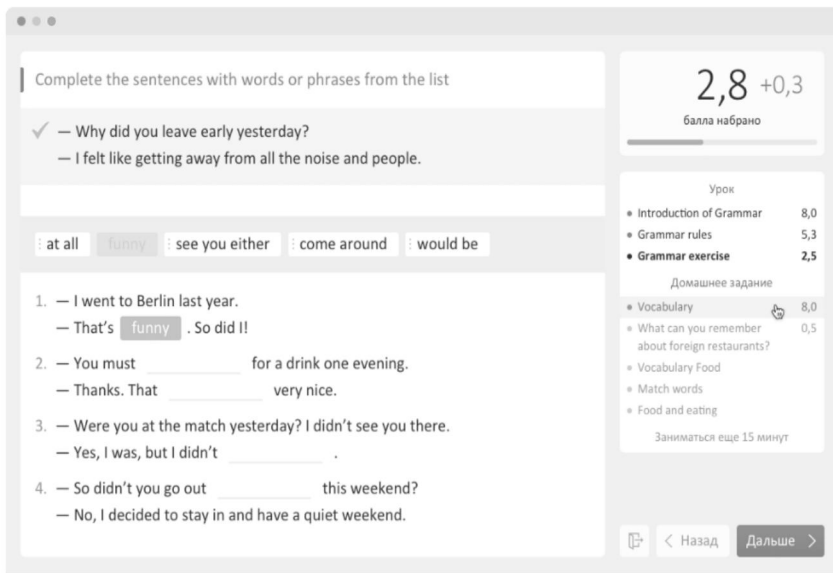 Complete the sentences with words or phrases from the list
— Why did you leave early yesterday?
— I felt like getting away from all the noise and people.
at all funny see you either come around would be
1. — I went to Berlin last year.
— That’s funny . So did I!
2. — You must for a drink one evening.
— Thanks. That very nice.
3. — Were you at the match yesterday? I didn’t see you there.
— Yes, I was, but I didn’t .
4. — So didn’t you go out this weekend?
— No, I decided to stay in and have a quiet weekend.
2,8 +0,3
балла набрано
Урок
Introduction of Grammar 8,0
Grammar rules 5,3
Grammar exercise 2,5
Домашнее задание
Vocabulary 8,0
What can you remember 0,5
about foreign restaurants?
Vocabulary Food
Match words
Food and eating
Заниматься еще 15 минут
Назад Дальше